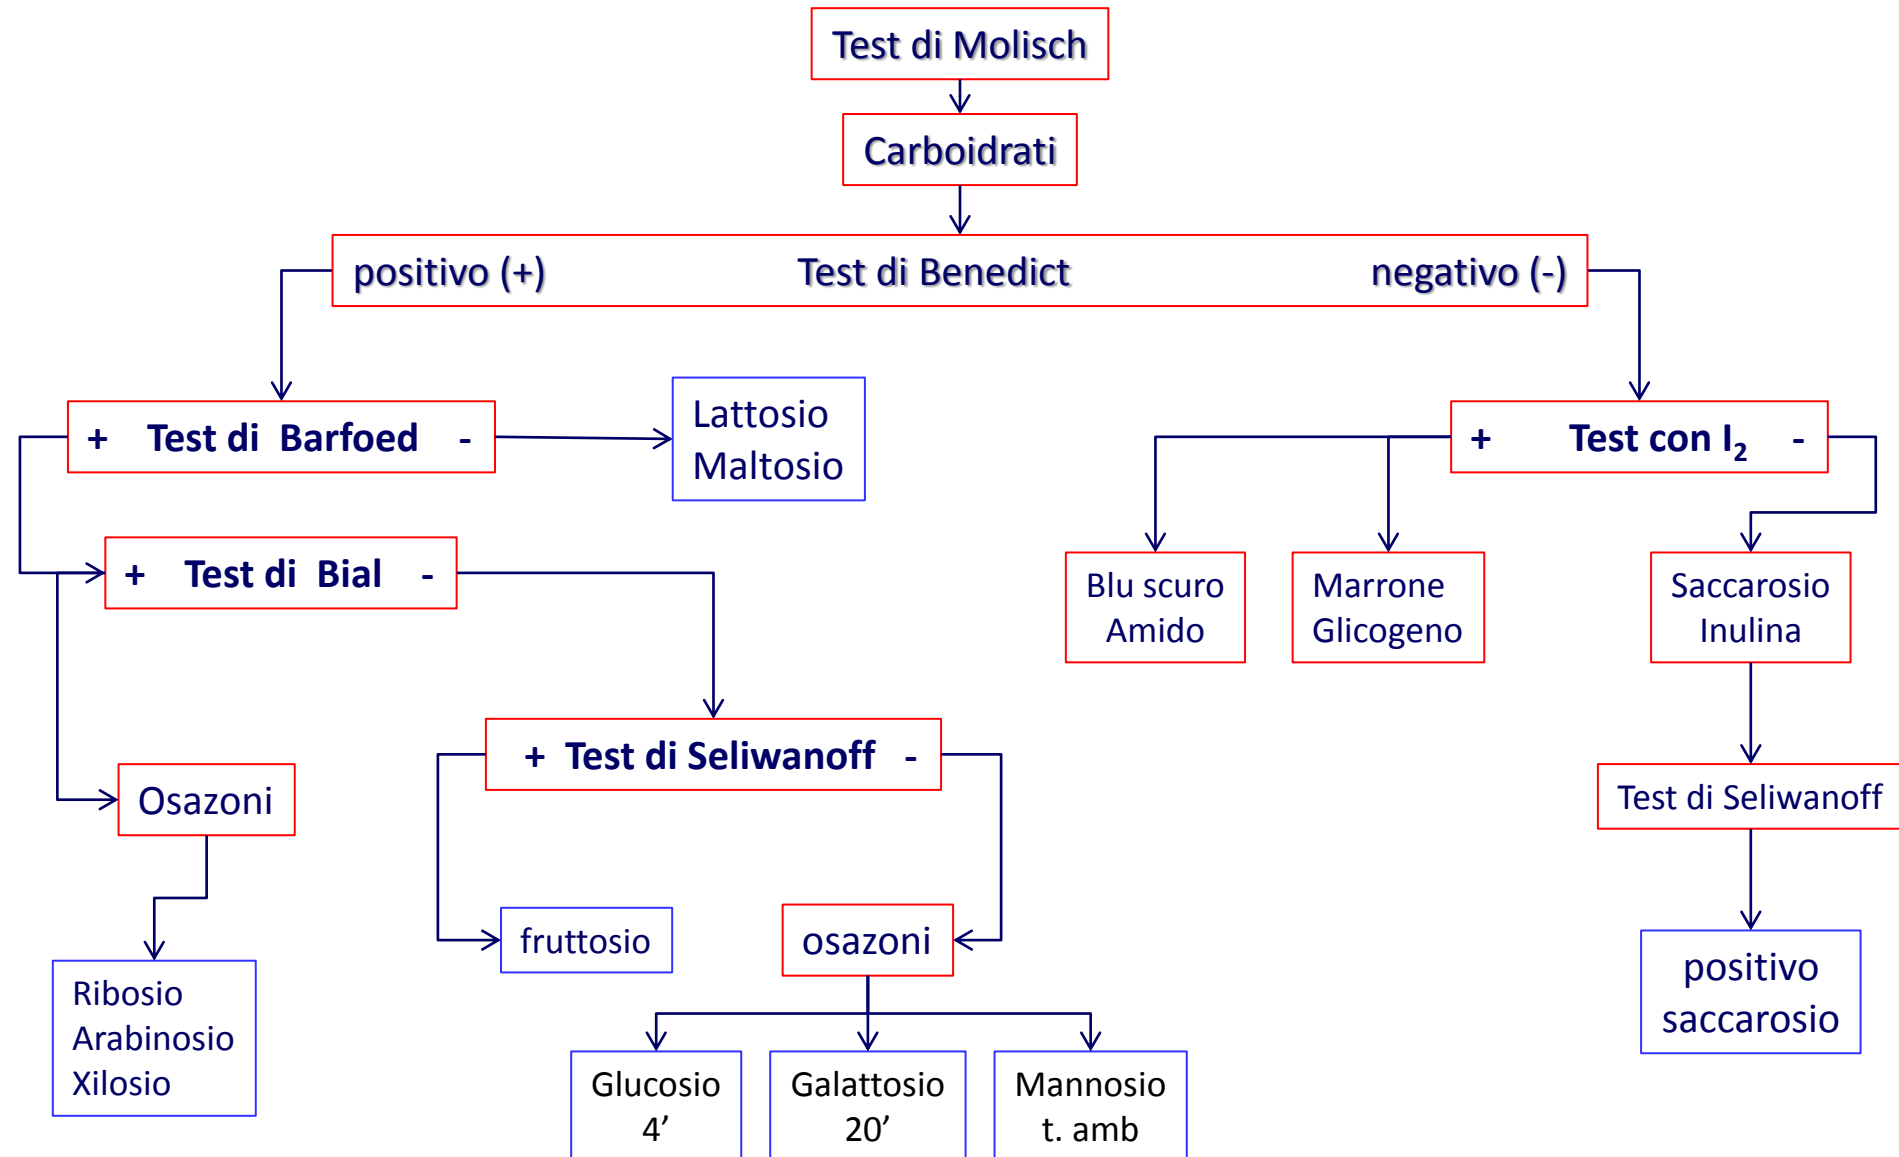 Test di Molisch
Carboidrati
positivo (+) Test di Benedict negativo (-)
+ Test di Barfoed -
Lattosio
Maltosio
+ Test con I₂ -
+ Test di Bial -
Blu scuro
Amido
Marrone
Glicogeno
Saccarosio
Inulina
+ Test di Seliwanoff -
Osazoni
Test di Seliwanoff
fruttosio
osazoni
Ribosio
Arabinosio
Xilosio
positivo
saccarosio
Glucosio
4’
Galattosio
20’
Mannosio
t. amb